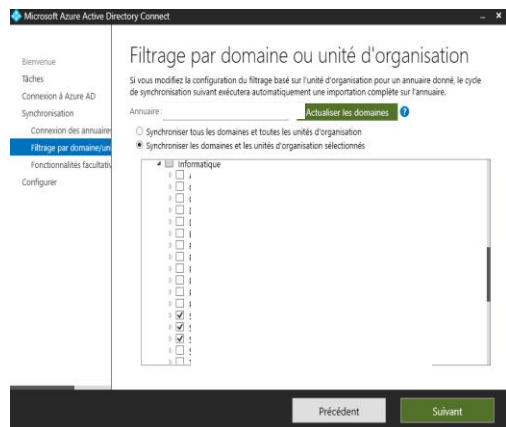 Microsoft Azure Active Directory Connect
Bienvenue
Tâches
Connexion à Azure AD
Synchronisation
Connexion des annuaires
Filtrage par domaine/un
Fonctionnalités facultativ
Configurer
Filtrage par domaine ou unité d'organisation
Si vous modifiez la configuration du filtrage basé sur l'unité d'organisation pour un annuaire donné, le cycle
de synchronisation suivant exécutera automatiquement une importation complète sur l'annuaire.
Annuaire :
Actualiser les domaines
?
Synchroniser tous les domaines et toutes les unités d'organisation
Synchroniser les domaines et les unités d'organisation sélectionnés
Informatique
Précédent
Suivant